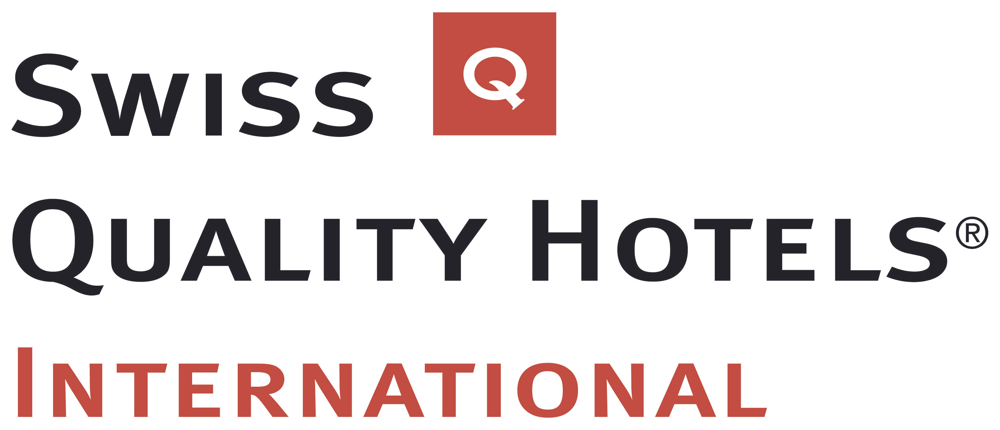 SWISS Q
QUALITY HOTELS®
INTERNATIONAL